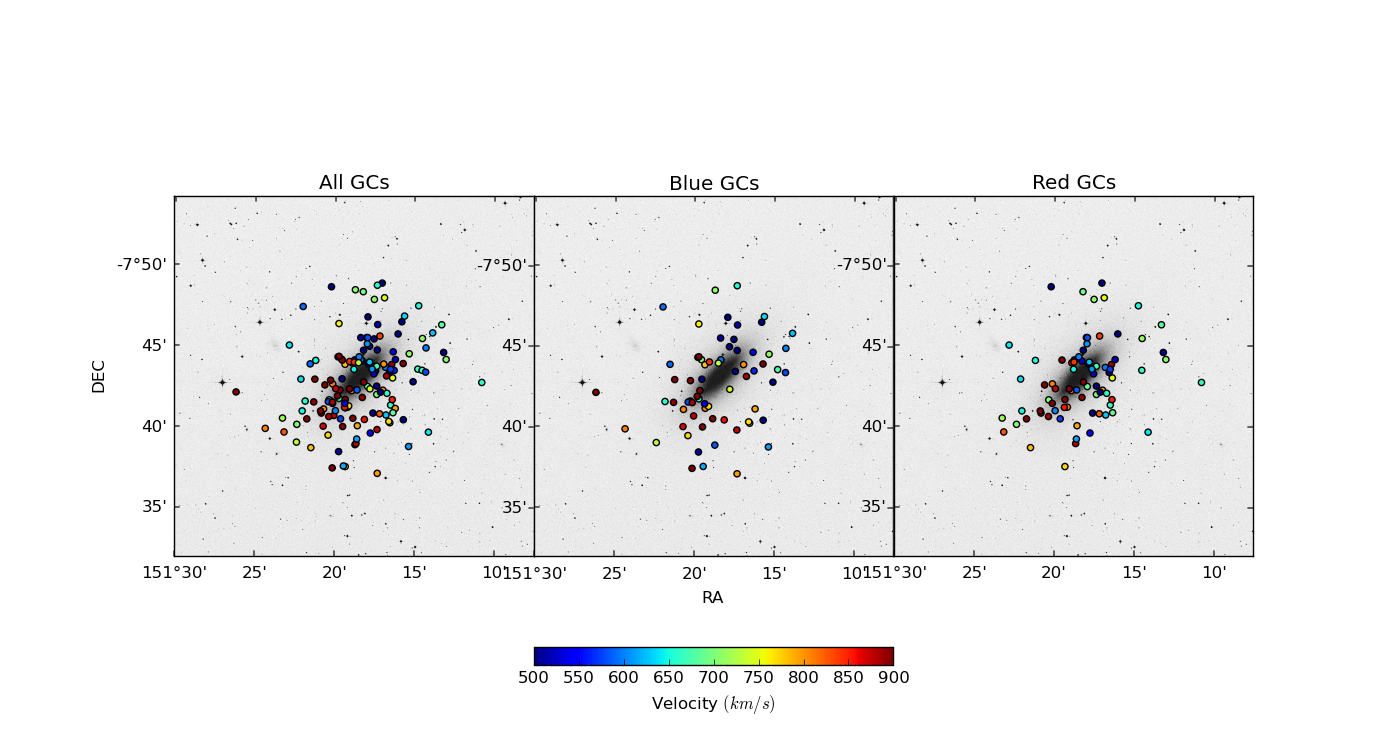 All GCs Blue GCs Red GCs
-7°50' -7°50' -7°50'
45' 45' 45'
DEC
40' 40' 40'
35' 35' 35'
151°30' 25' 20' 15' 10' 151°30' 25' 20' 15' 10' 151°30' 25' 20' 15' 10'
RA
500 550 600 650 700 750 800 850 900
Velocity (km/s)